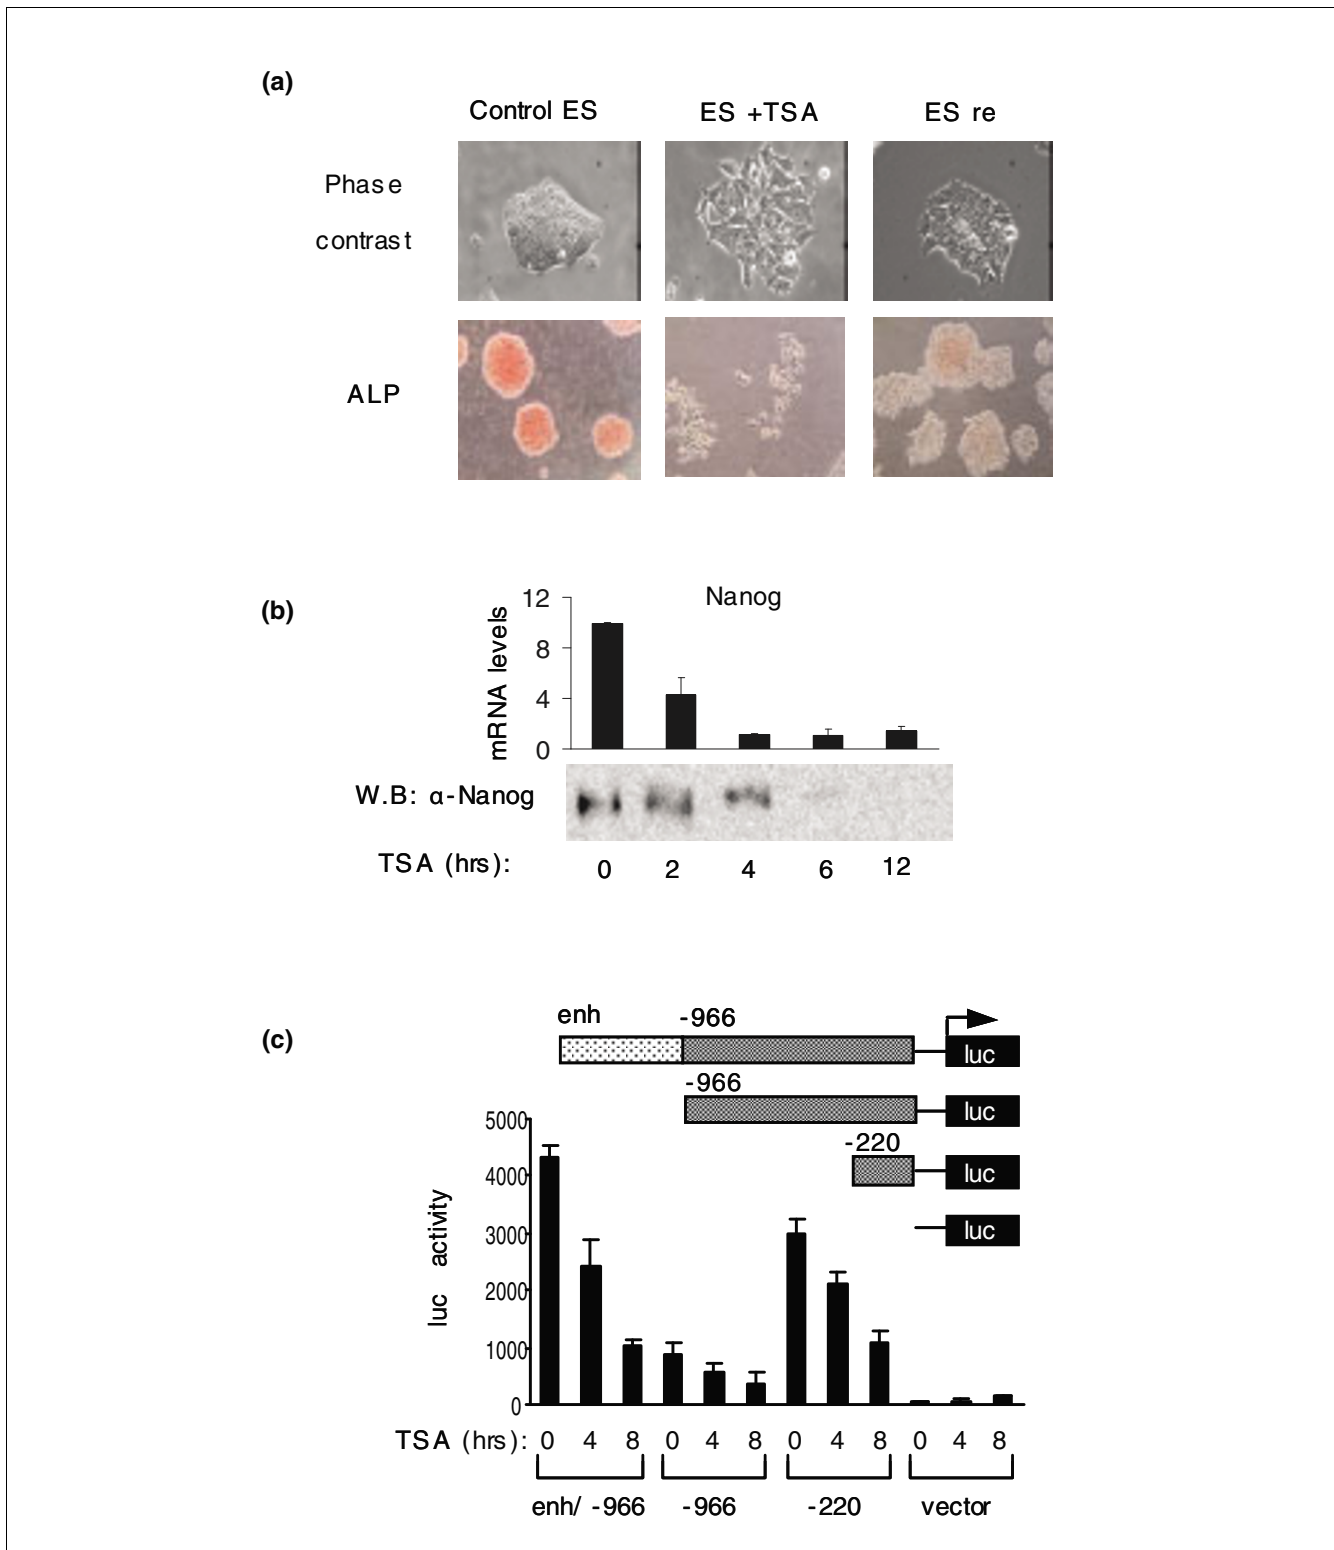 (a)
Control ES ES +TSA ES re
Phase
contrast
ALP
(b)
Nanog
mRNA levels
12
8
4
0
W.B: α-Nanog
TSA (hrs): 0 2 4 6 12
(c)
enh -966
luc
-966
luc
-220
luc
luc
luc activity
5000
4000
3000
2000
1000
0
TSA (hrs): 0 4 8 0 4 8 0 4 8 0 4 8
enh/ -966 -966 -220 vector